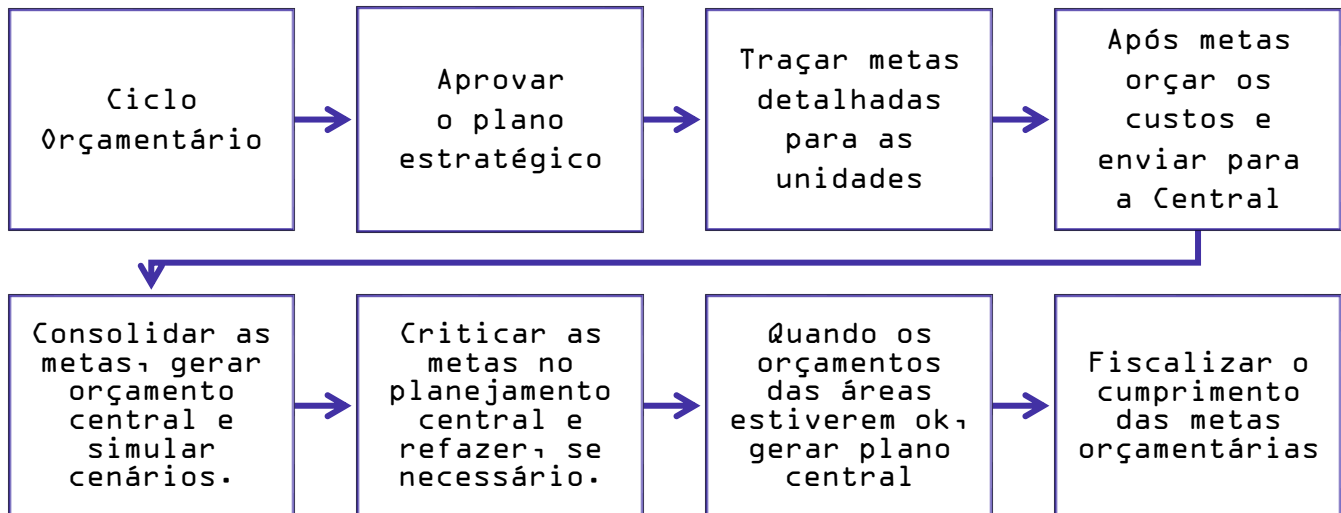 Ciclo
Orçamentário
Aprovar
o plano
estratégico
Traçar metas
detalhadas
para as
unidades
Após metas
orçar os
custos e
enviar para
a Central
Consolidar as
metas, gerar
orçamento
central e
simular
cenários.
Criticar as
metas no
planejamento
central e
refazer, se
necessário.
Quando os
orçamentos
das áreas
estiverem ok,
gerar plano
central
Fiscalizar o
cumprimento
das metas
orçamentárias